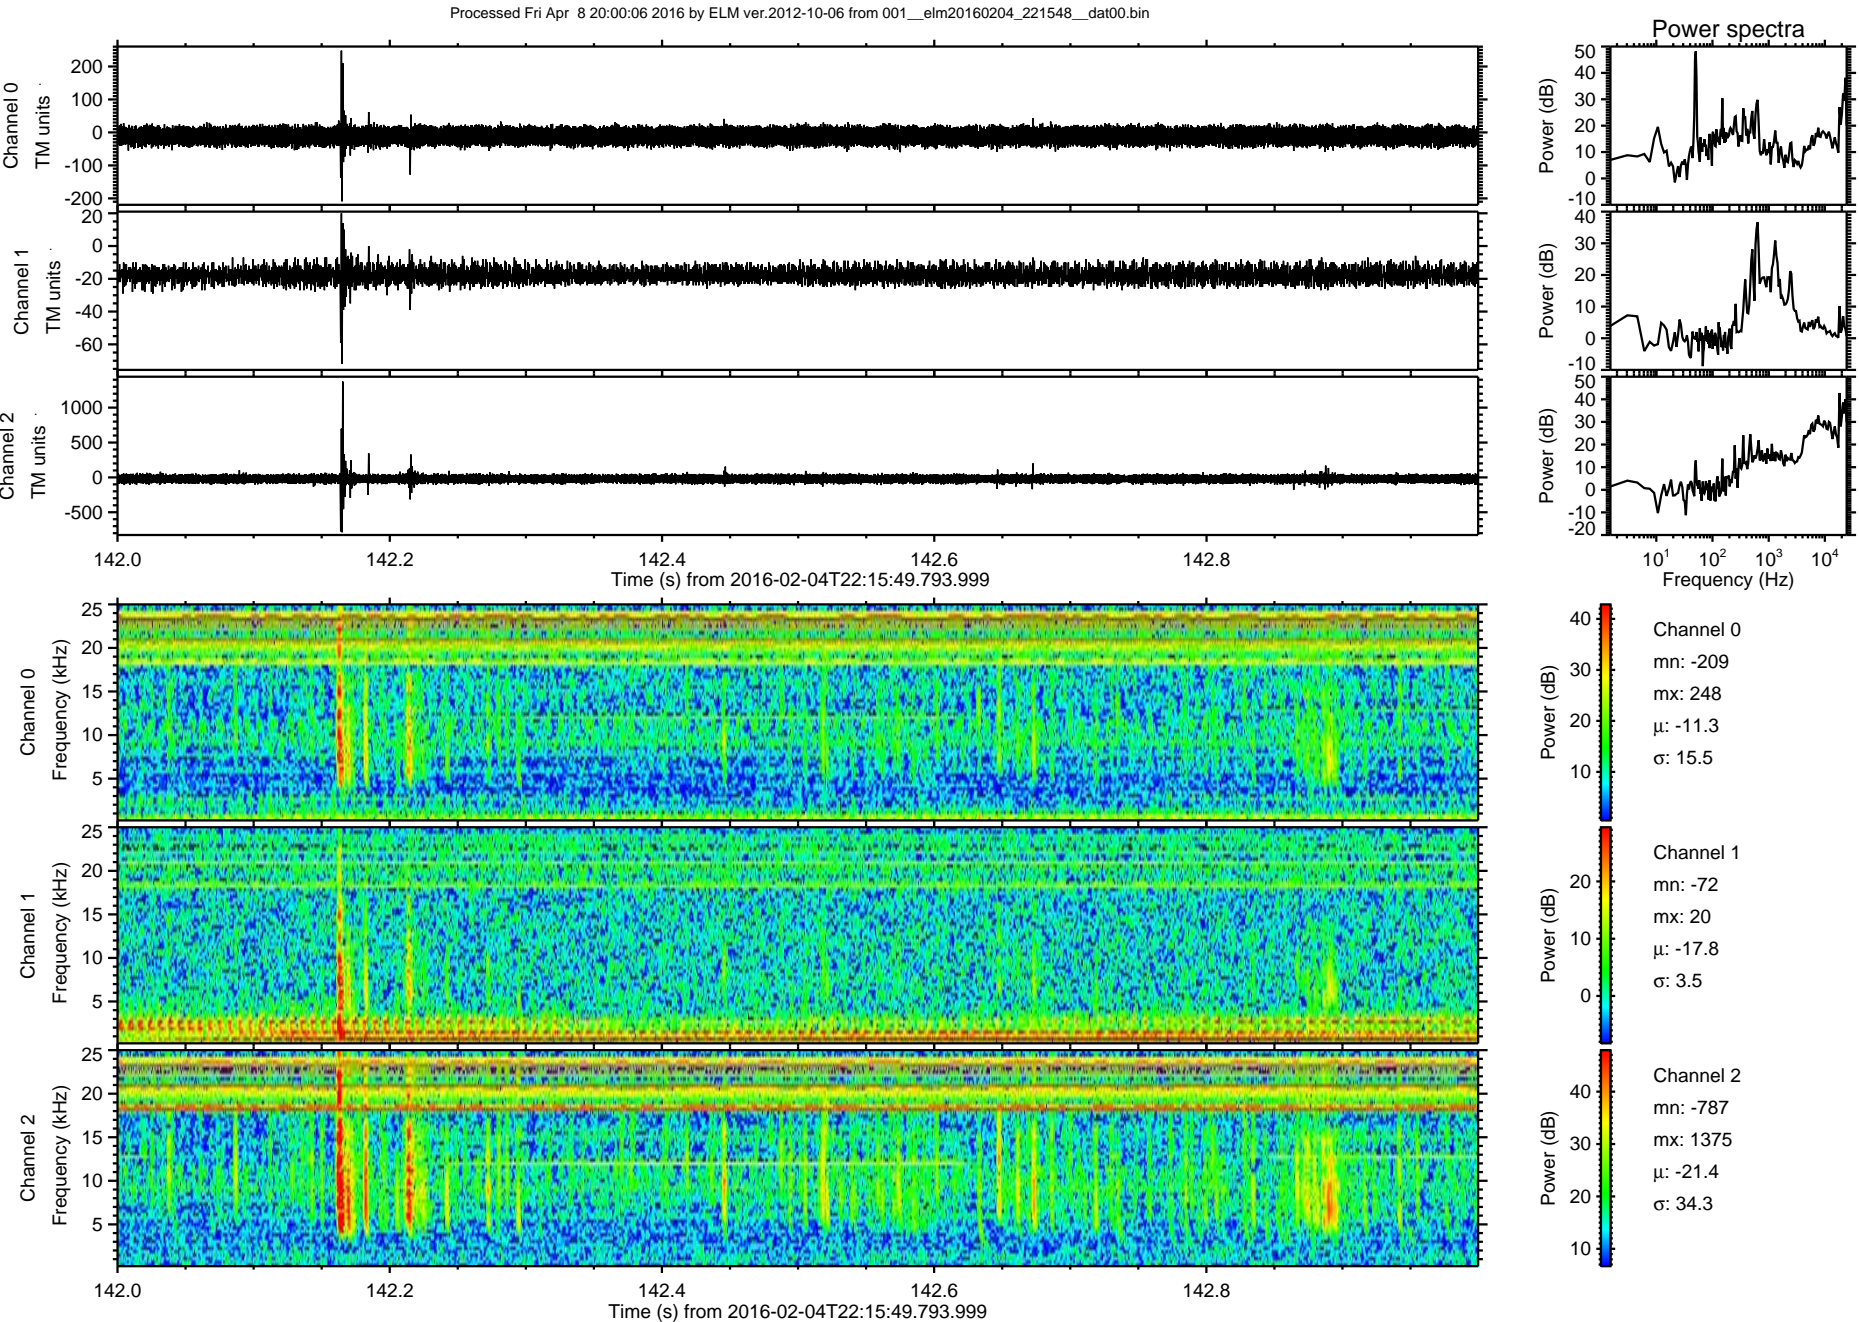 Processed Fri Apr  8 20:00:06 2016 by ELM ver.2012-10-06 from 001__elm20160204_221548__dat00.bin
Power spectra
Channel 0
TM units
200
100
0
-100
-200
Power (dB)
50
40
30
20
10
0
-10
Channel 1
TM units
20
0
-20
-40
-60
Power (dB)
40
30
20
10
0
-10
Channel 2
TM units
1000
500
0
-500
Power (dB)
50
40
30
20
10
0
-10
-20
142.0 142.2 142.4 142.6 142.8
Time (s) from 2016-02-04T22:15:49.793.999
10¹ 10² 10³ 10⁴
Frequency (Hz)
Channel 0
Frequency (kHz)
25
20
15
10
5
Power (dB)
40
30
20
10
Channel 0
mn: -209
mx: 248
μ: -11.3
σ: 15.5
Channel 1
Frequency (kHz)
25
20
15
10
5
Power (dB)
20
10
0
Channel 1
mn: -72
mx: 20
μ: -17.8
σ: 3.5
Channel 2
Frequency (kHz)
25
20
15
10
5
Power (dB)
40
30
20
10
Channel 2
mn: -787
mx: 1375
μ: -21.4
σ: 34.3
142.0 142.2 142.4 142.6 142.8
Time (s) from 2016-02-04T22:15:49.793.999